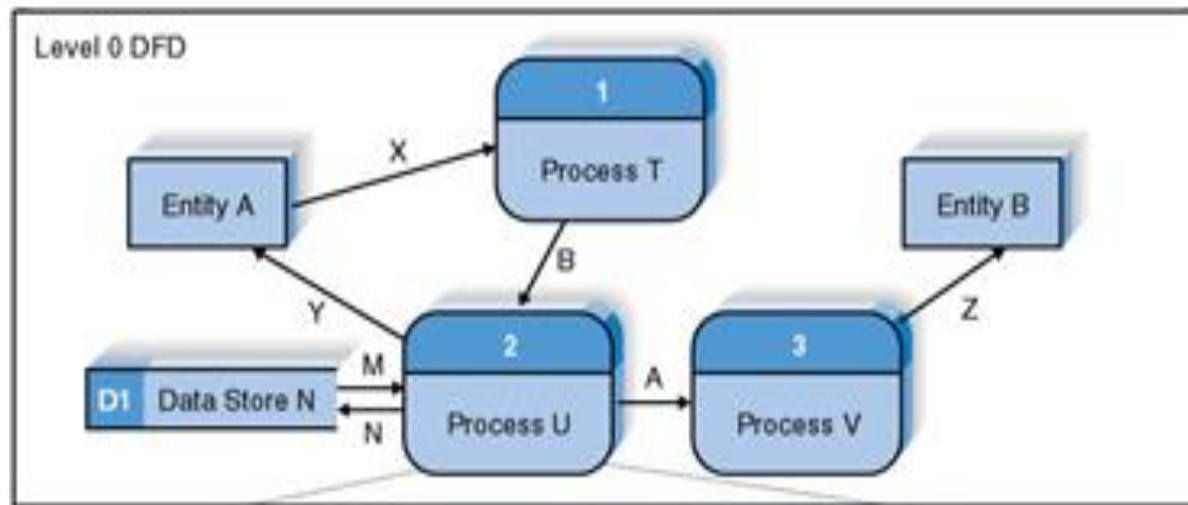 Level 0 DFD
1
X
Process T
Entity A
Entity B
B
Y
Z
2
3
M
A
D1 Data Store N
N
Process U
Process V